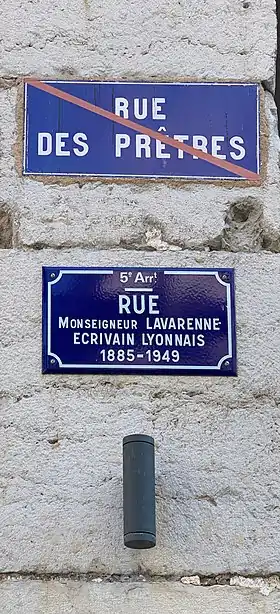 RUE
DES PRÊTRES
5e Arrt
RUE
MONSEIGNEUR LAVARENNE
ECRIVAIN LYONNAIS
1885-1949